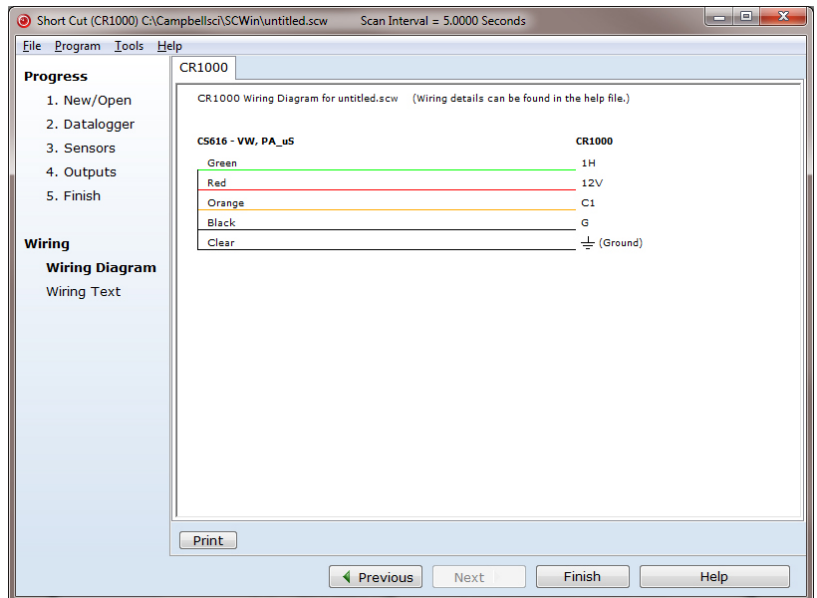 Short Cut (CR1000) C:\Campbellsci\SCWin\untitled.scw Scan Interval = 5.0000 Seconds
File Program Tools Help
Progress
1. New/Open
2. Datalogger
3. Sensors
4. Outputs
5. Finish
Wiring
Wiring Diagram
Wiring Text
CR1000
CR1000 Wiring Diagram for untitled.scw (Wiring details can be found in the help file.)
CS616 - VW, PA_uS CR1000
Green 1H
Red 12V
Orange C1
Black G
Clear (Ground)
Print
Previous Next Finish Help